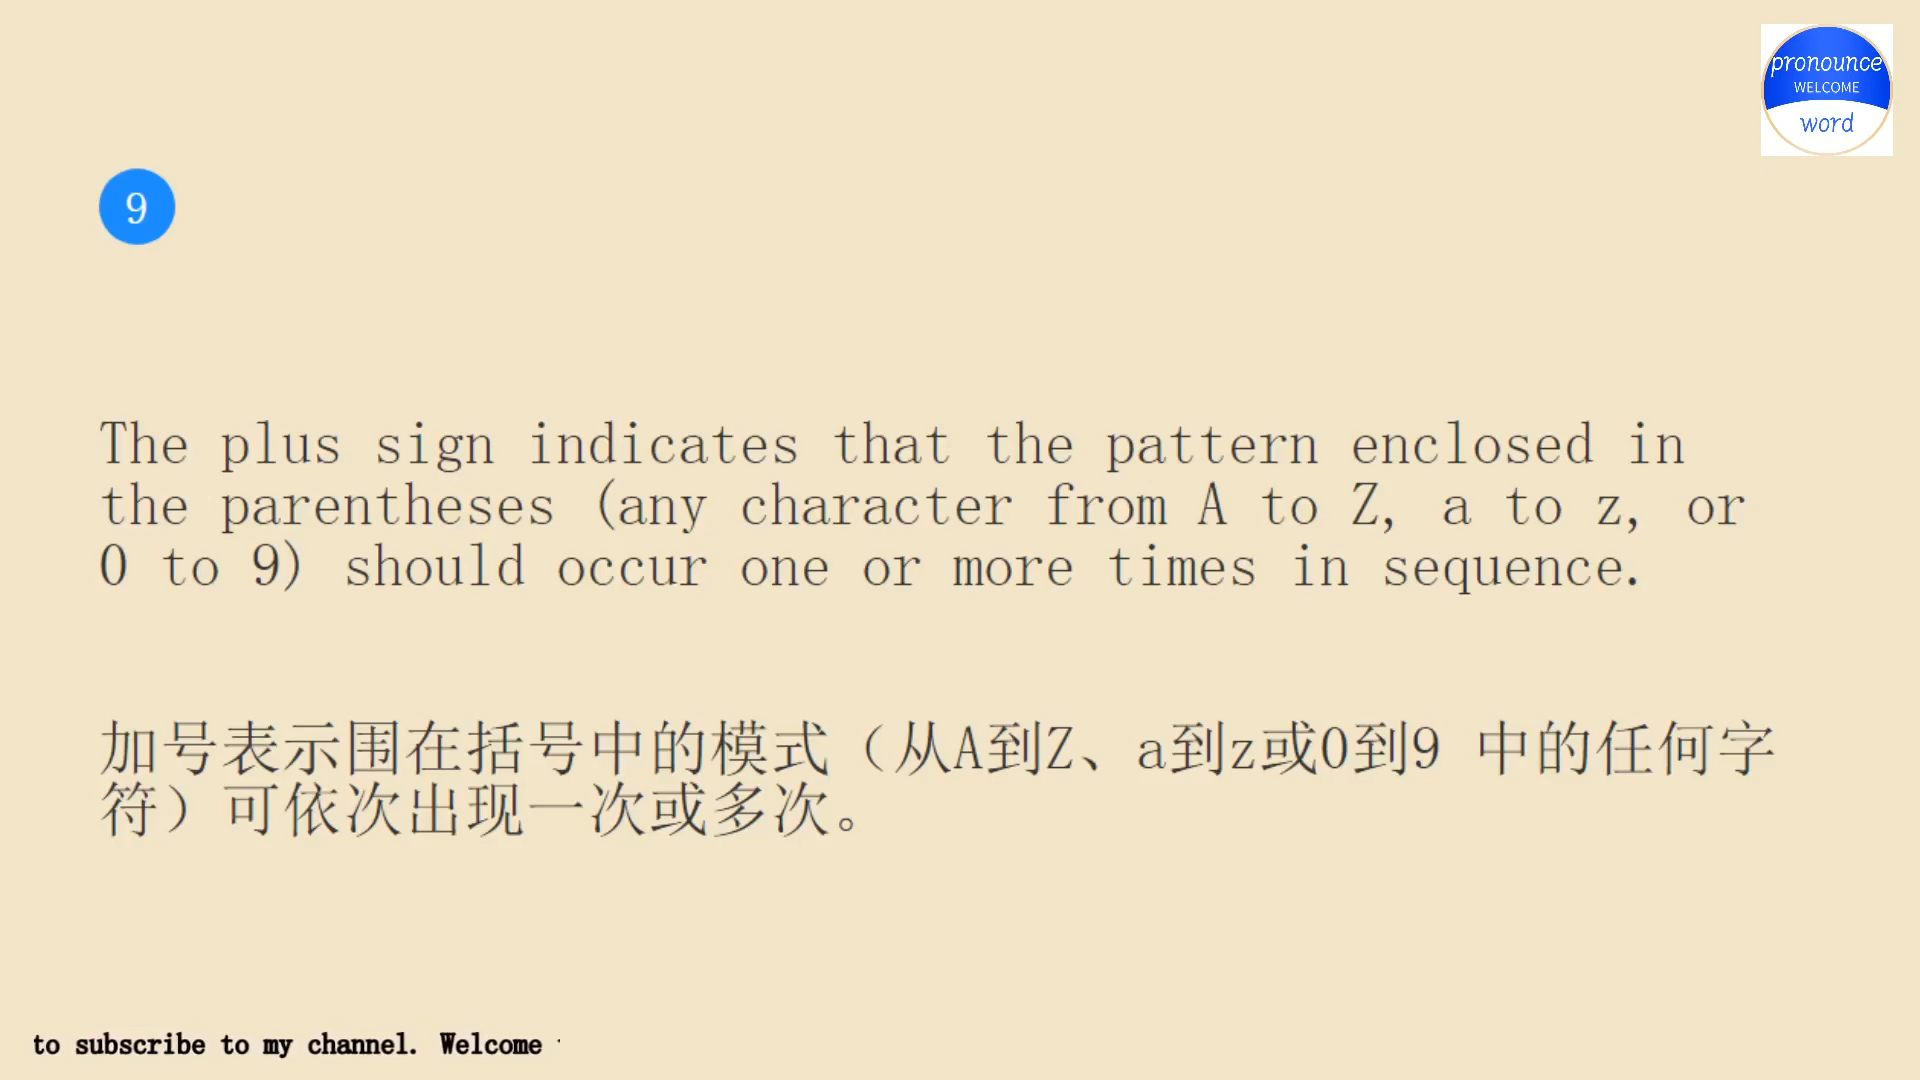 pronounce
WELCOME
word
9
The plus sign indicates that the pattern enclosed in
the parentheses (any character from A to Z, a to z, or
0 to 9) should occur one or more times in sequence.
加号表示围在括号中的模式（从A到Z、a到z或0到9 中的任何字
符）可依次出现一次或多次。
to subscribe to my channel. Welcome